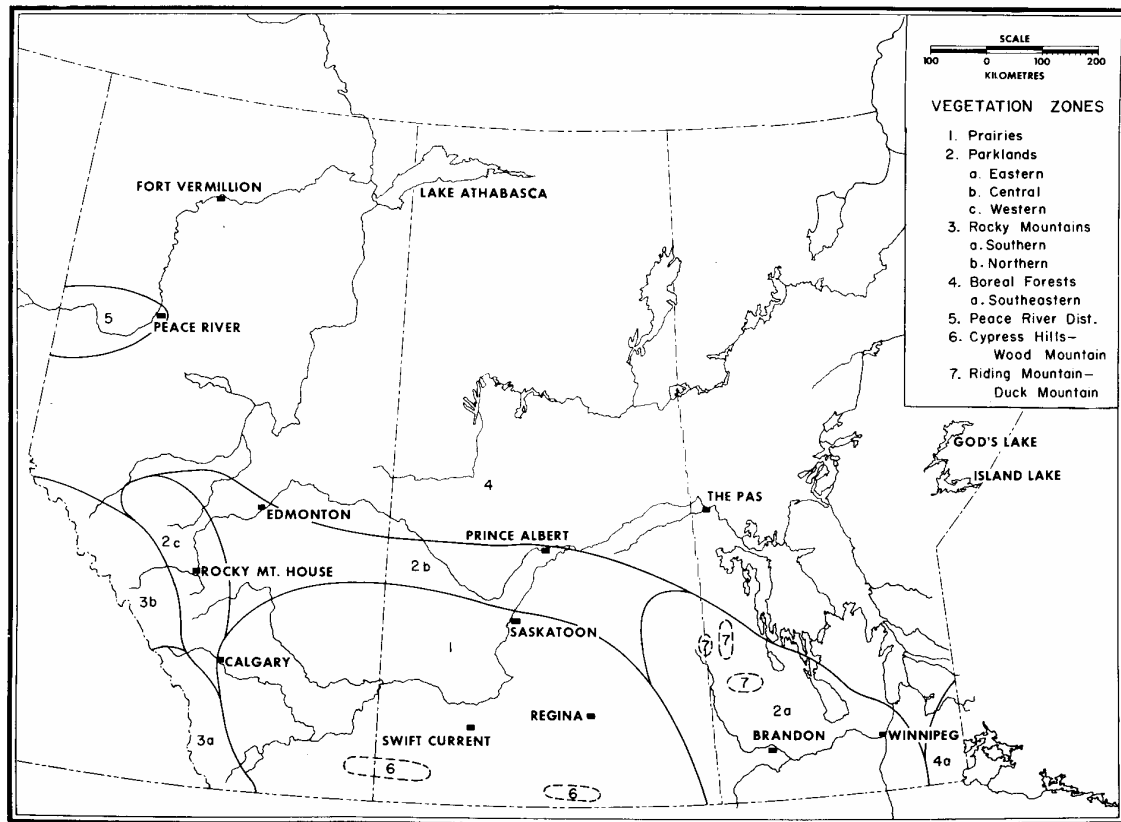 SCALE
100 0 100 200
KILOMETRES
VEGETATION ZONES
1. Prairies
2. Parklands
a. Eastern
b. Central
c. Western
3. Rocky Mountains
a. Southern
b. Northern
4. Boreal Forests
a. Southeastern
5. Peace River Dist.
6. Cypress Hills–
Wood Mountain
7. Riding Mountain–
Duck Mountain
FORT VERMILLION
LAKE ATHABASCA
5
PEACE RIVER
GOD'S LAKE
ISLAND LAKE
4
THE PAS
EDMONTON
PRINCE ALBERT
2c
2b
ROCKY MT. HOUSE
3b
SASKATOON
7
7
1
CALGARY
7
2a
REGINA
SWIFT CURRENT
BRANDON
WINNIPEG
3a
4a
6
6